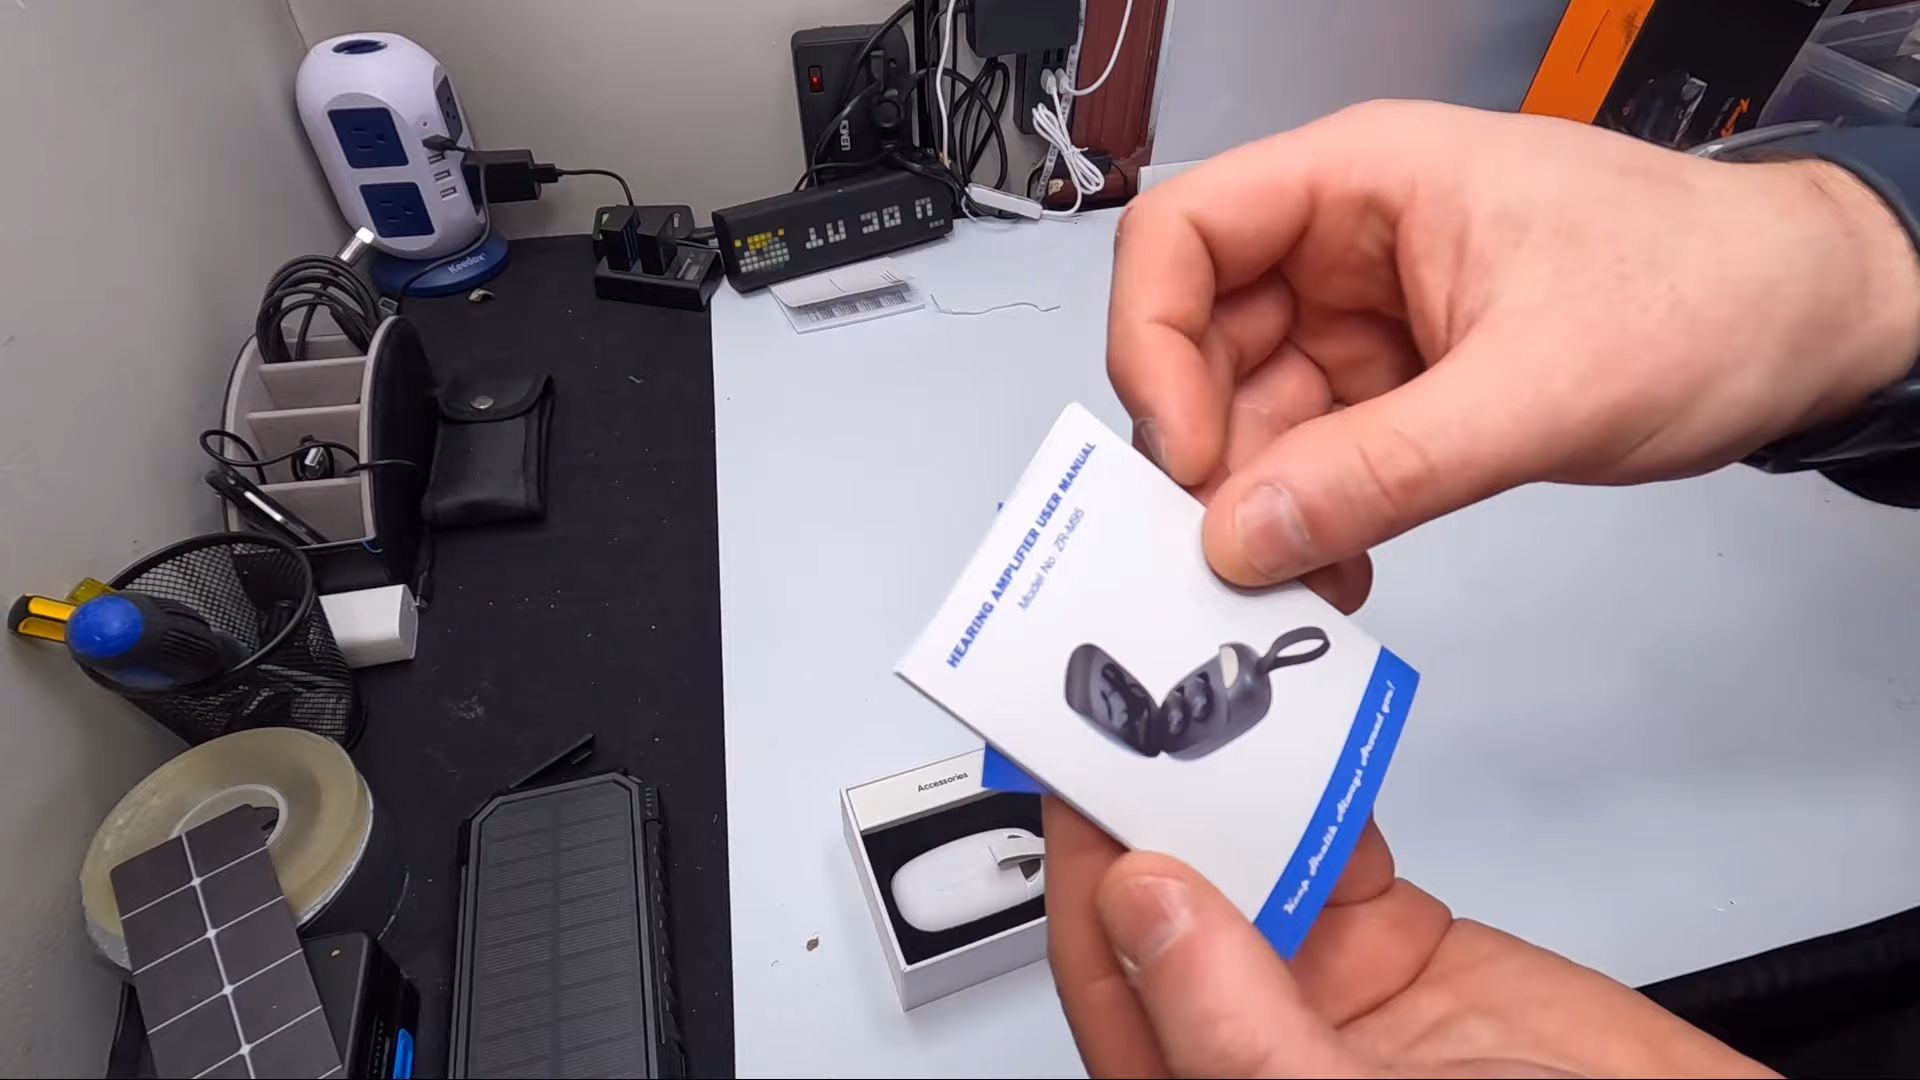 HEARING AMPLIFIER USER MANUAL
Model No.: ZR-M95
Keep Health Always Around you!
Accessories
Keedox